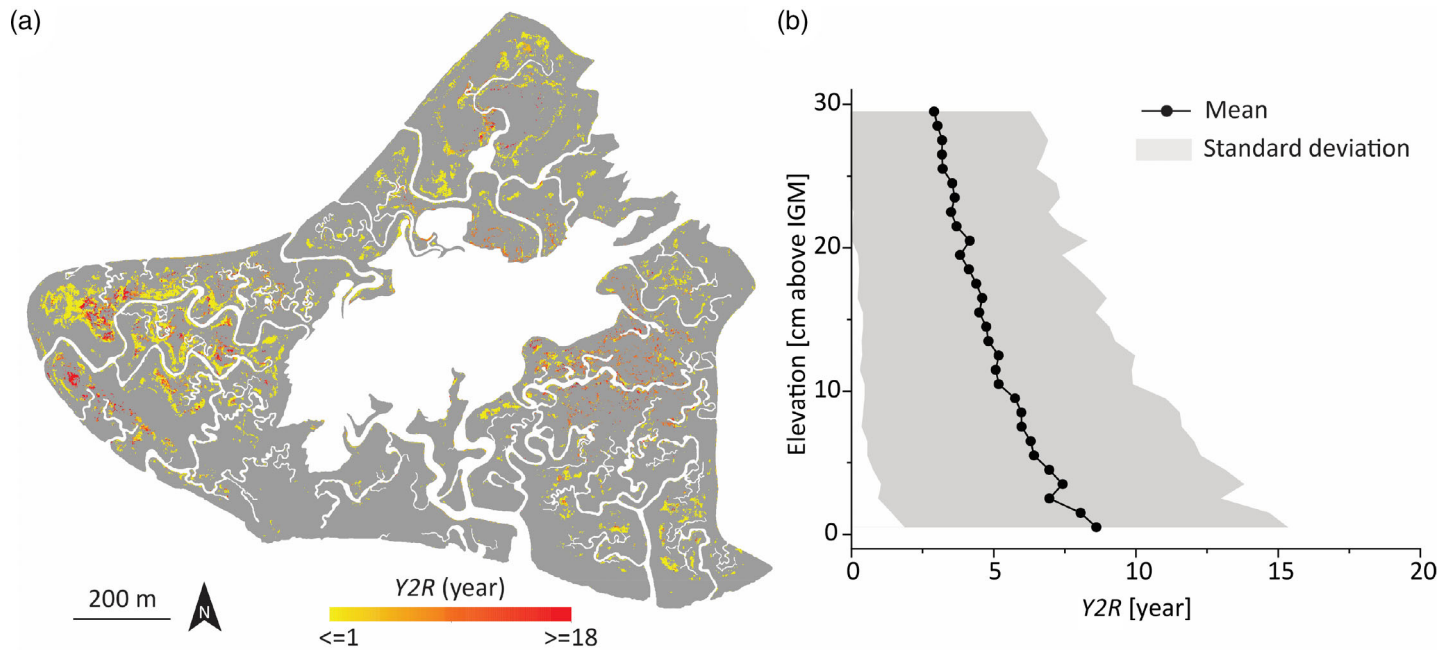 (a)
200 m
N
Y2R (year)
<=1 >=18
(b)
Mean
Standard deviation
Elevation [cm above IGM]
30
20
10
0
0 5 10 15 20
Y2R [year]